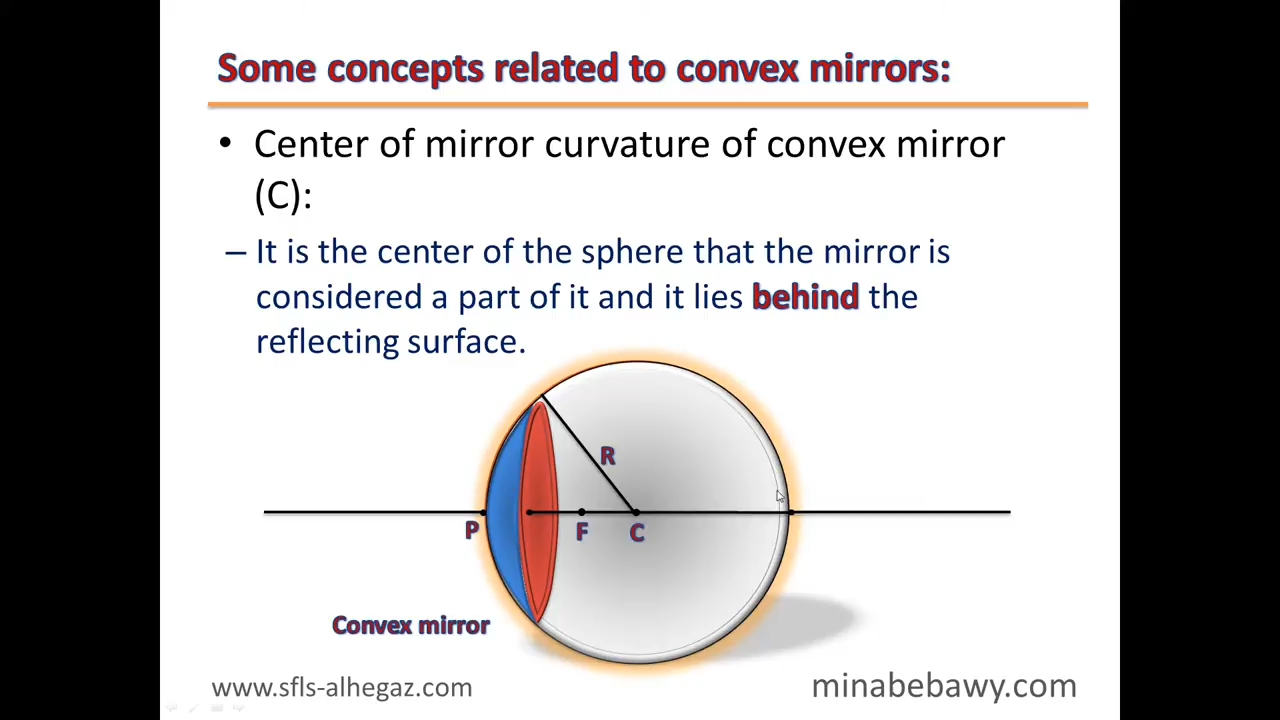 Some concepts related to convex mirrors:
• Center of mirror curvature of convex mirror
(C):
– It is the center of the sphere that the mirror is
considered a part of it and it lies behind the
reflecting surface.
R
P
F
C
Convex mirror
www.sfls-alhegaz.com
minabebawy.com